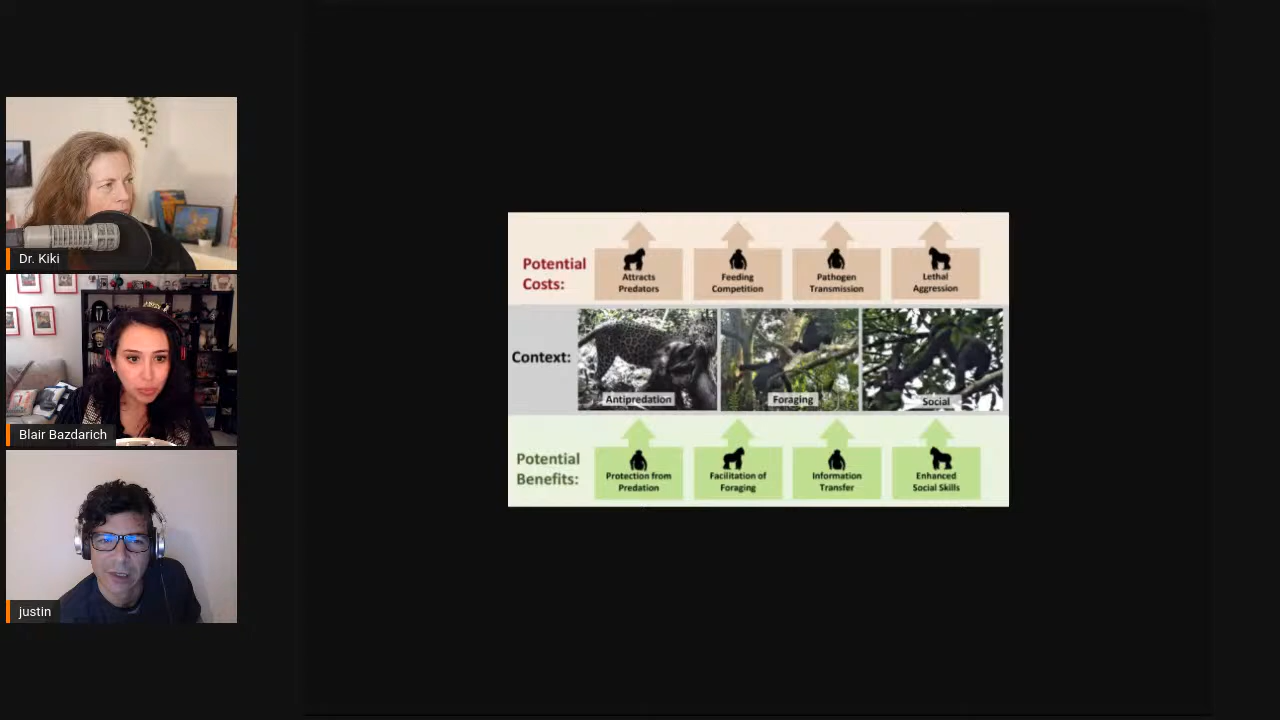 Dr. Kiki
Blair Bazdarich
justin
Potential
Costs:
Attracts
Predators
Feeding
Competition
Pathogen
Transmission
Lethal
Aggression
Context:
Antipredation
Foraging
Social
Potential
Benefits:
Protection from
Predation
Facilitation of
Foraging
Information
Transfer
Enhanced
Social Skills